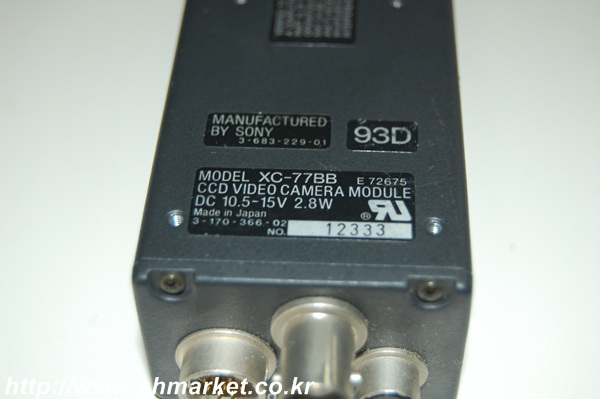 MANUFACTURED
BY SONY
3-683-229-01
93D
MODEL XC-77BB E 72675
CCD VIDEO CAMERA MODULE
DC 10.5-15V 2.8W
Made in Japan
3-170-366-02
NO. 12333